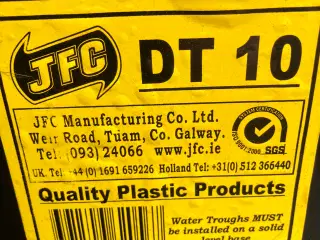 JFC
DT 10
JFC Manufacturing Co. Ltd.
Weir Road, Tuam, Co. Galway.
Tel: (093) 24066 www.jfc.ie
UK. Tel: +44 (0) 1691 659226 Holland Tel: +31(0) 512 366440
SGS
Quality Plastic Products
Water Troughs MUST
be installed on a solid
level base